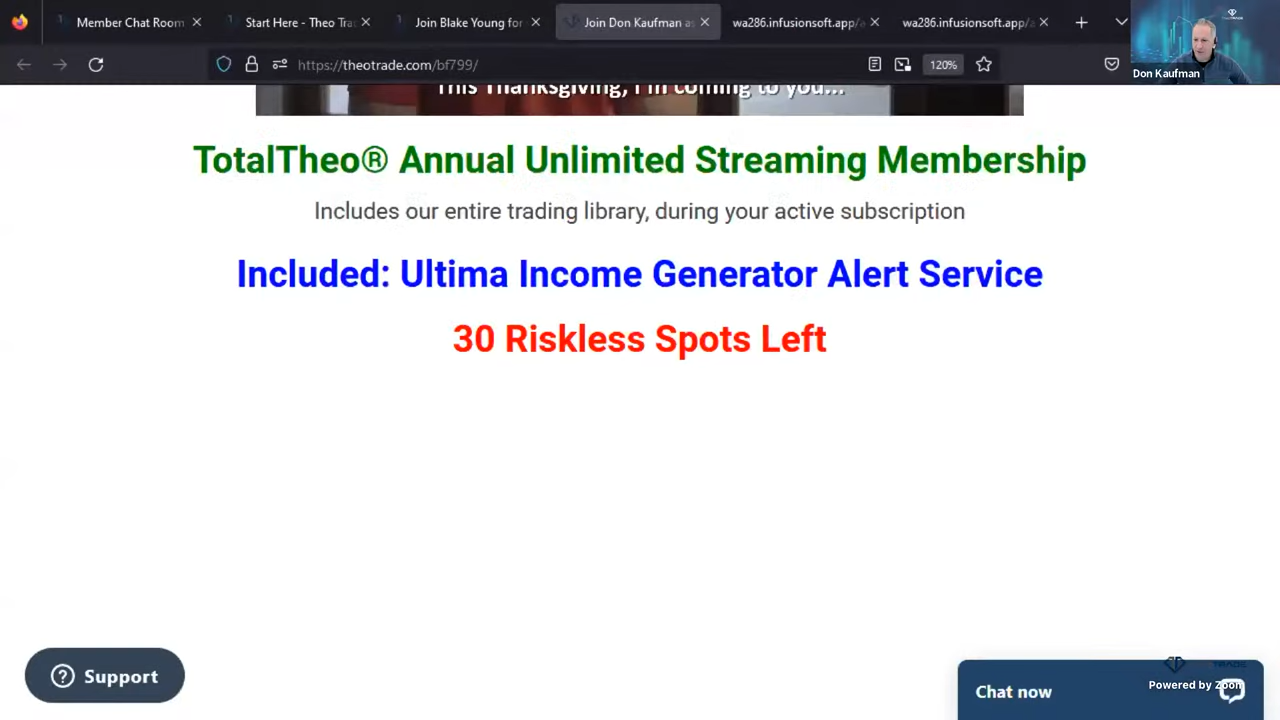 Member Chat Room
Start Here - Theo Tra
Join Blake Young for
Join Don Kaufman as
wa286.infusionsoft.app/a
wa286.infusionsoft.app/a
https://theotrade.com/bf799/
120%
Don Kaufman
This Thanksgiving, I'm coming to you...
TotalTheo® Annual Unlimited Streaming Membership
Includes our entire trading library, during your active subscription
Included: Ultima Income Generator Alert Service
30 Riskless Spots Left
Support
Chat now
Powered by Zoom